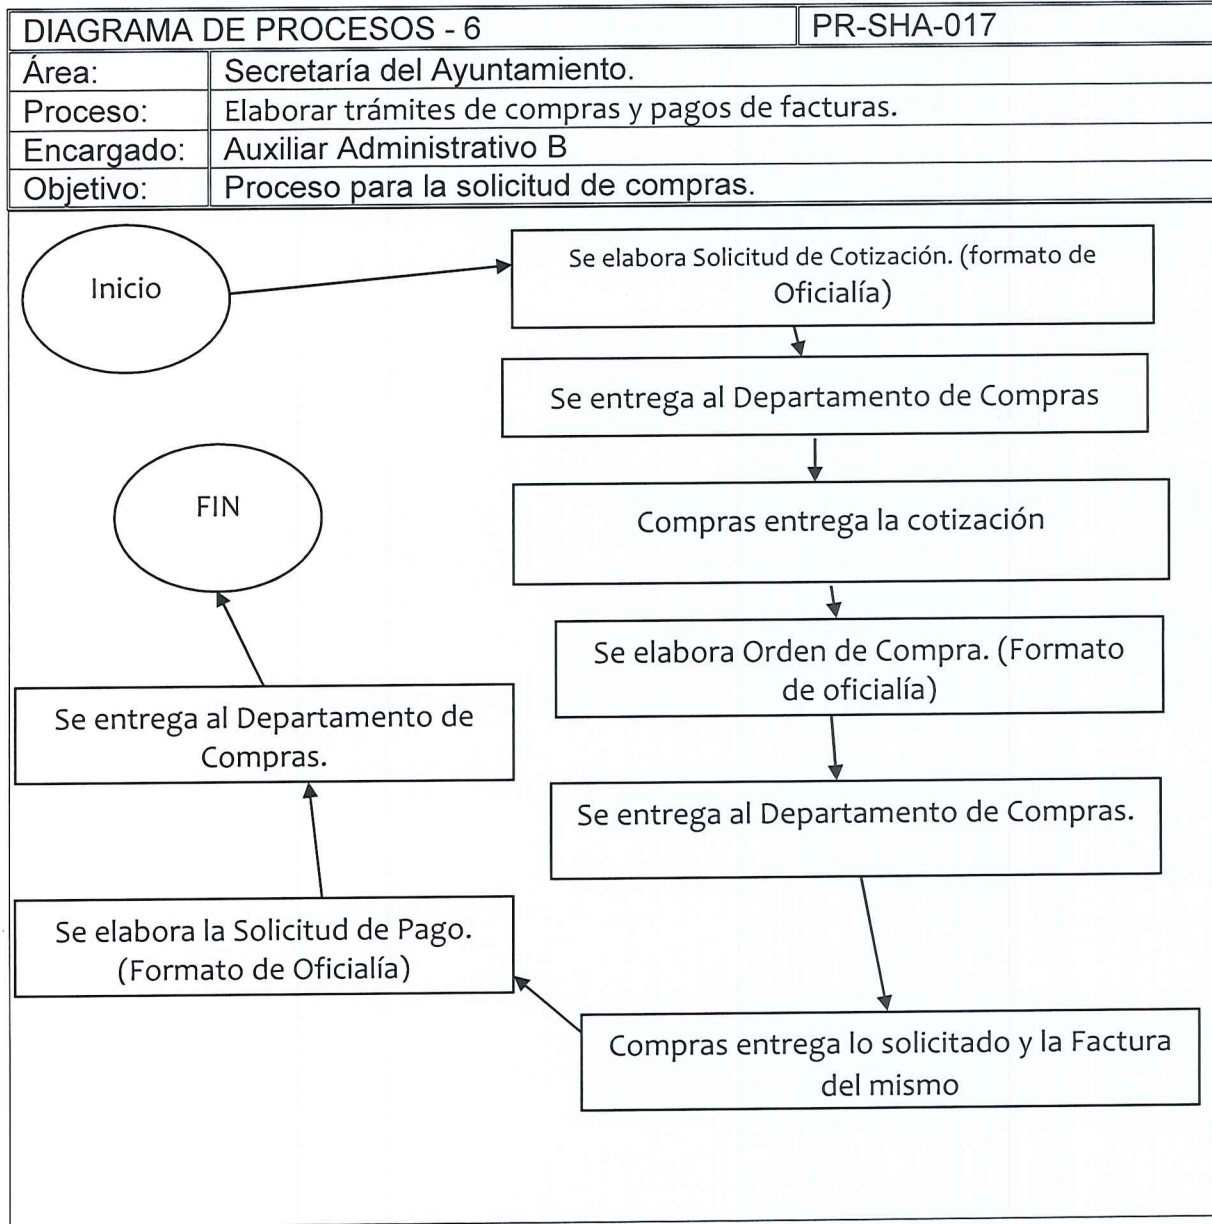 DIAGRAMA DE PROCESOS - 6 PR-SHA-017
Área: Secretaría del Ayuntamiento.
Proceso: Elaborar trámites de compras y pagos de facturas.
Encargado: Auxiliar Administrativo B
Objetivo: Proceso para la solicitud de compras.
Inicio
Se elabora Solicitud de Cotización. (formato de
Oficialía)
Se entrega al Departamento de Compras
Compras entrega la cotización
Se elabora Orden de Compra. (Formato
de oficialía)
Se entrega al Departamento de Compras.
Compras entrega lo solicitado y la Factura
del mismo
Se elabora la Solicitud de Pago.
(Formato de Oficialía)
Se entrega al Departamento de
Compras.
FIN